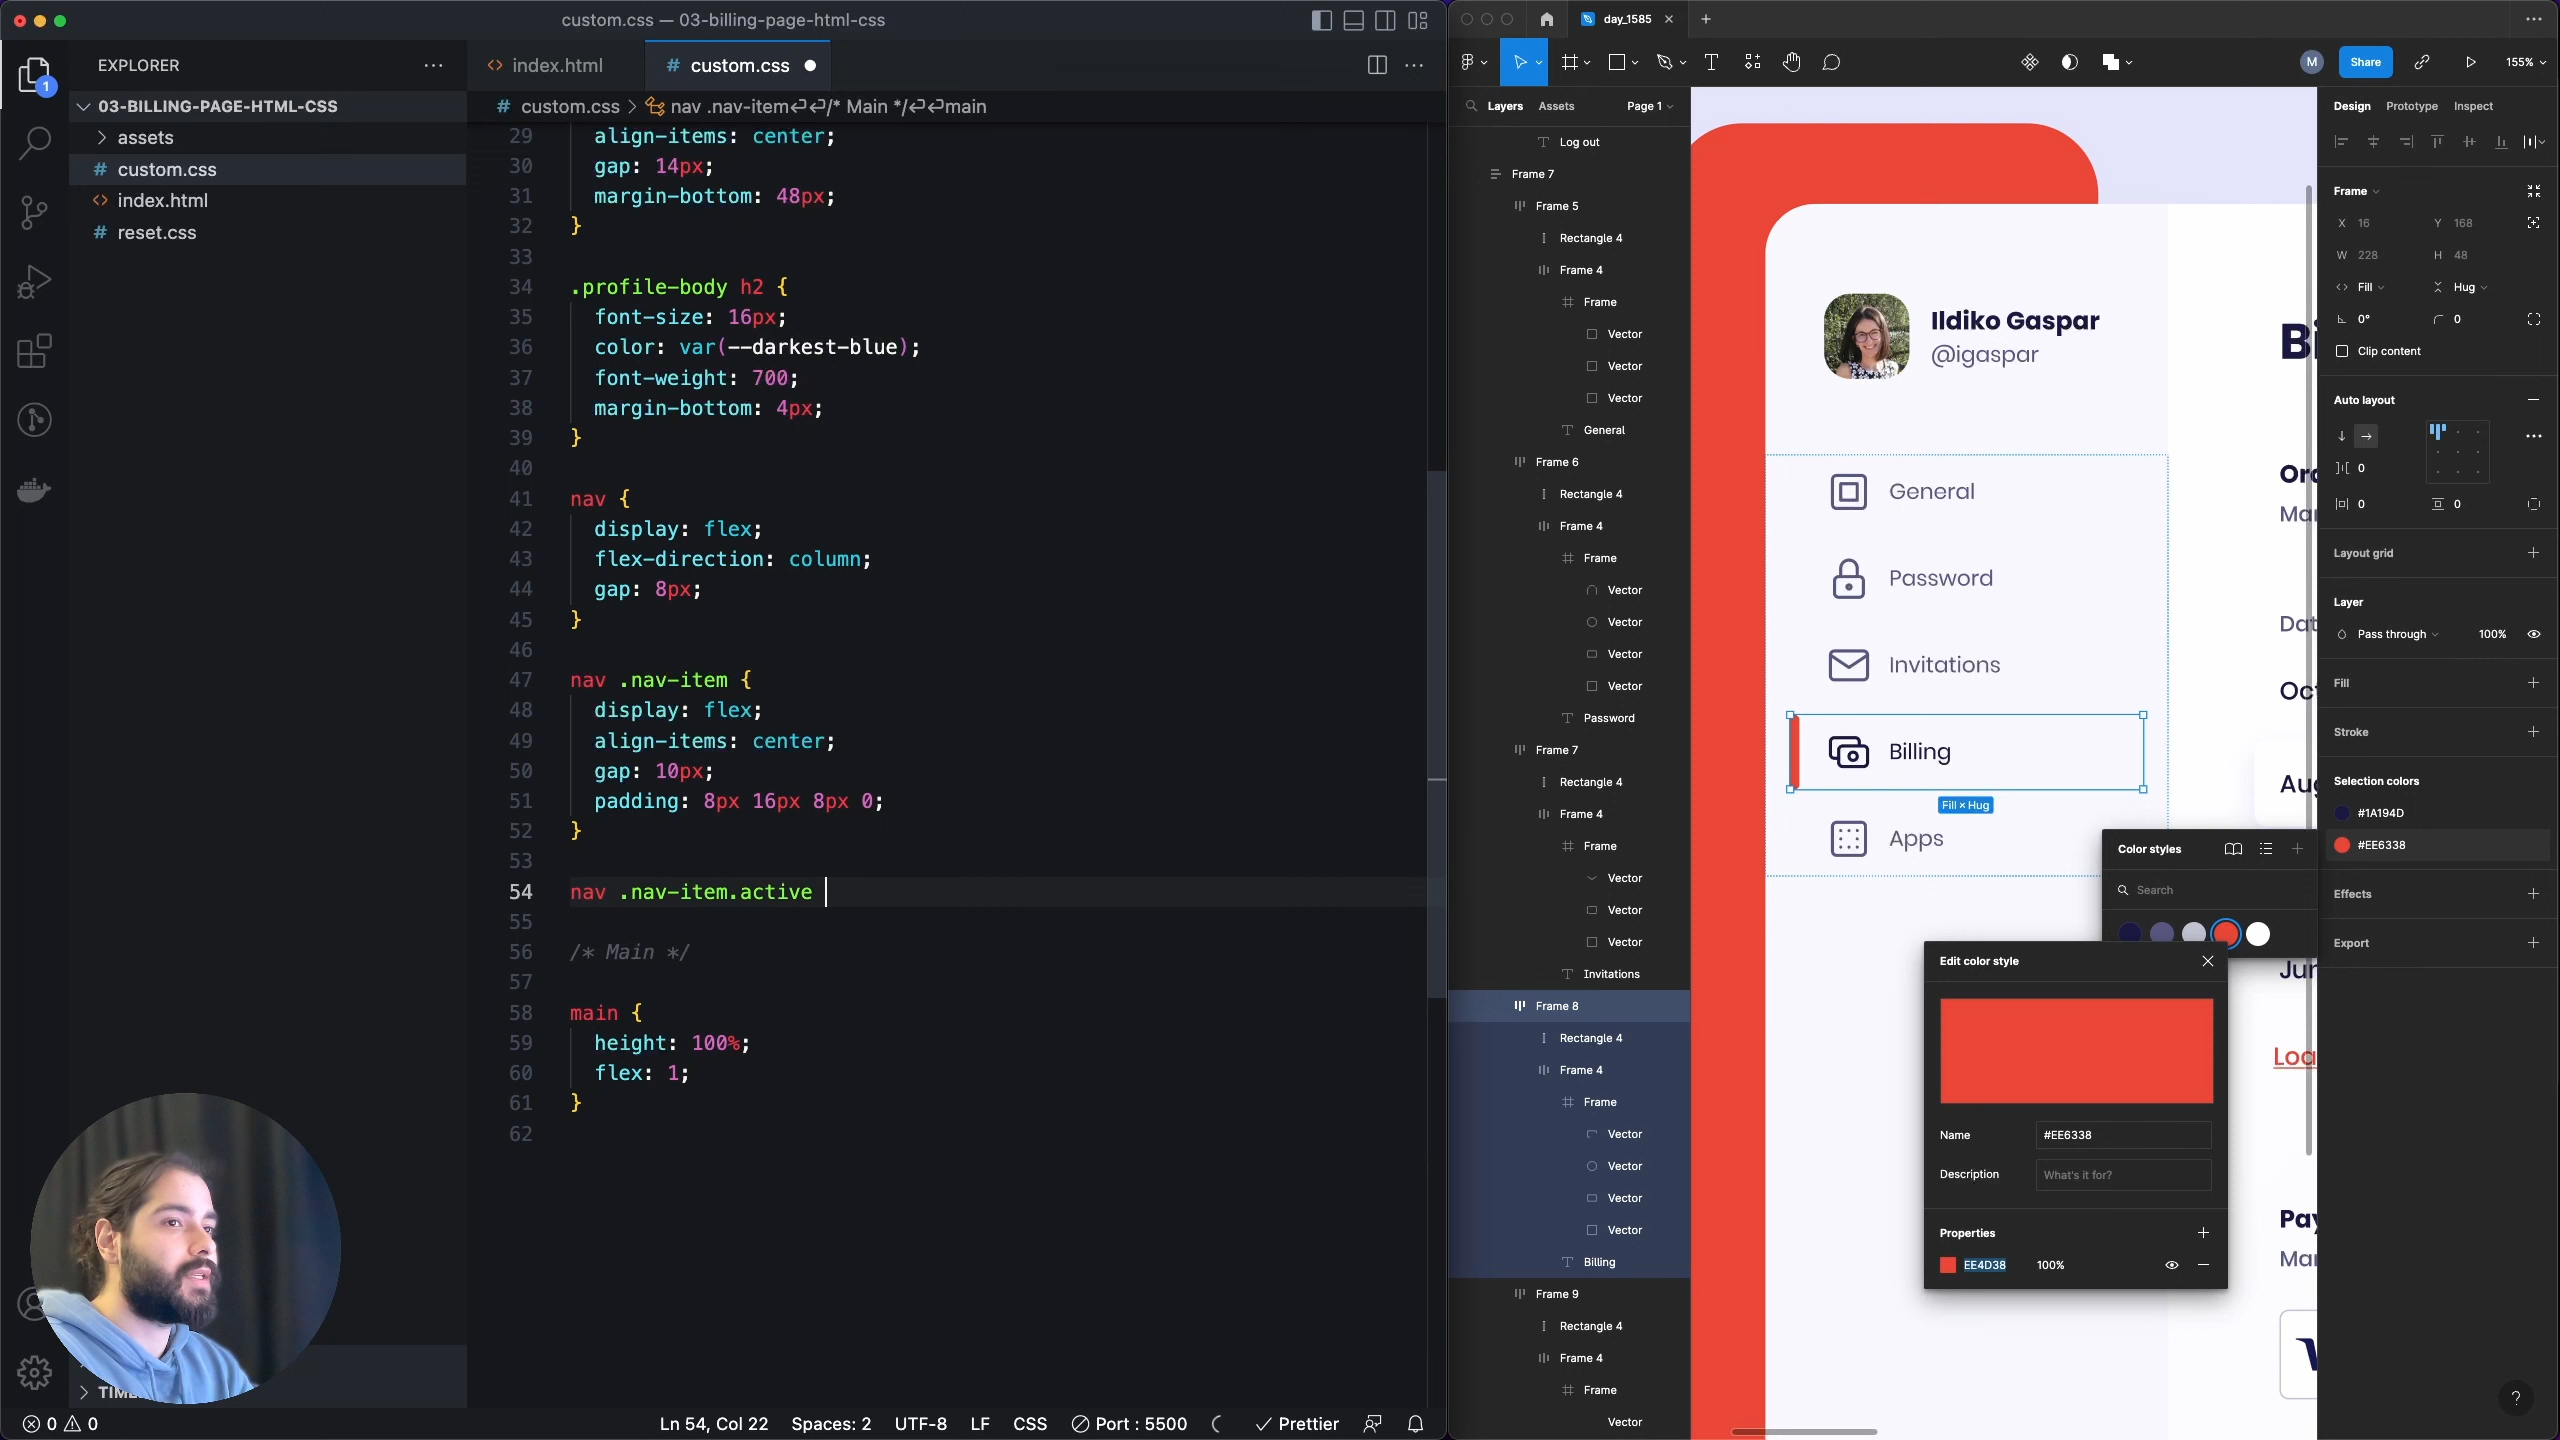 custom.css — 03-billing-page-html-css
EXPLORER
1
03-BILLING-PAGE-HTML-CSS
assets
# custom.css
<> index.html
# reset.css
<> index.html
# custom.css
# custom.css > nav .nav-item↩↩/* Main */↩↩main
29 align-items: center;
30 gap: 14px;
31 margin-bottom: 48px;
32 }
33
34 .profile-body h2 {
35 font-size: 16px;
36 color: var(--darkest-blue);
37 font-weight: 700;
38 margin-bottom: 4px;
39 }
40
41 nav {
42 display: flex;
43 flex-direction: column;
44 gap: 8px;
45 }
46
47 nav .nav-item {
48 display: flex;
49 align-items: center;
50 gap: 10px;
51 padding: 8px 16px 8px 0;
52 }
53
54 nav .nav-item.active
55
56 /* Main */
57
58 main {
59 height: 100%;
60 flex: 1;
61 }
62
0 0
Ln 54, Col 22
Spaces: 2
UTF-8
LF
CSS
Port : 5500
Prettier
day_1585
M
Share
155%
Layers
Assets
Page 1
Log out
Frame 7
Frame 5
Rectangle 4
Frame 4
Frame
Vector
Vector
Vector
General
Frame 6
Rectangle 4
Frame 4
Frame
Vector
Vector
Vector
Vector
Password
Frame 7
Rectangle 4
Frame 4
Frame
Vector
Vector
Vector
Invitations
Frame 8
Rectangle 4
Frame 4
Frame
Vector
Vector
Vector
Vector
Billing
Frame 9
Rectangle 4
Frame 4
Frame
Vector
Ildiko Gaspar
@igaspar
General
Password
Invitations
Billing
Fill × Hug
Apps
Color styles
Search
Edit color style
Name
#EE6338
Description
What's it for?
Properties
EE4D38
100%
Design
Prototype
Inspect
Frame
X 16
Y 168
W 228
H 48
Fill
Hug
0°
0
Clip content
Auto layout
0
0
0
Layout grid
Layer
Pass through
100%
Fill
Stroke
Selection colors
#1A194D
#EE6338
Effects
Export
?